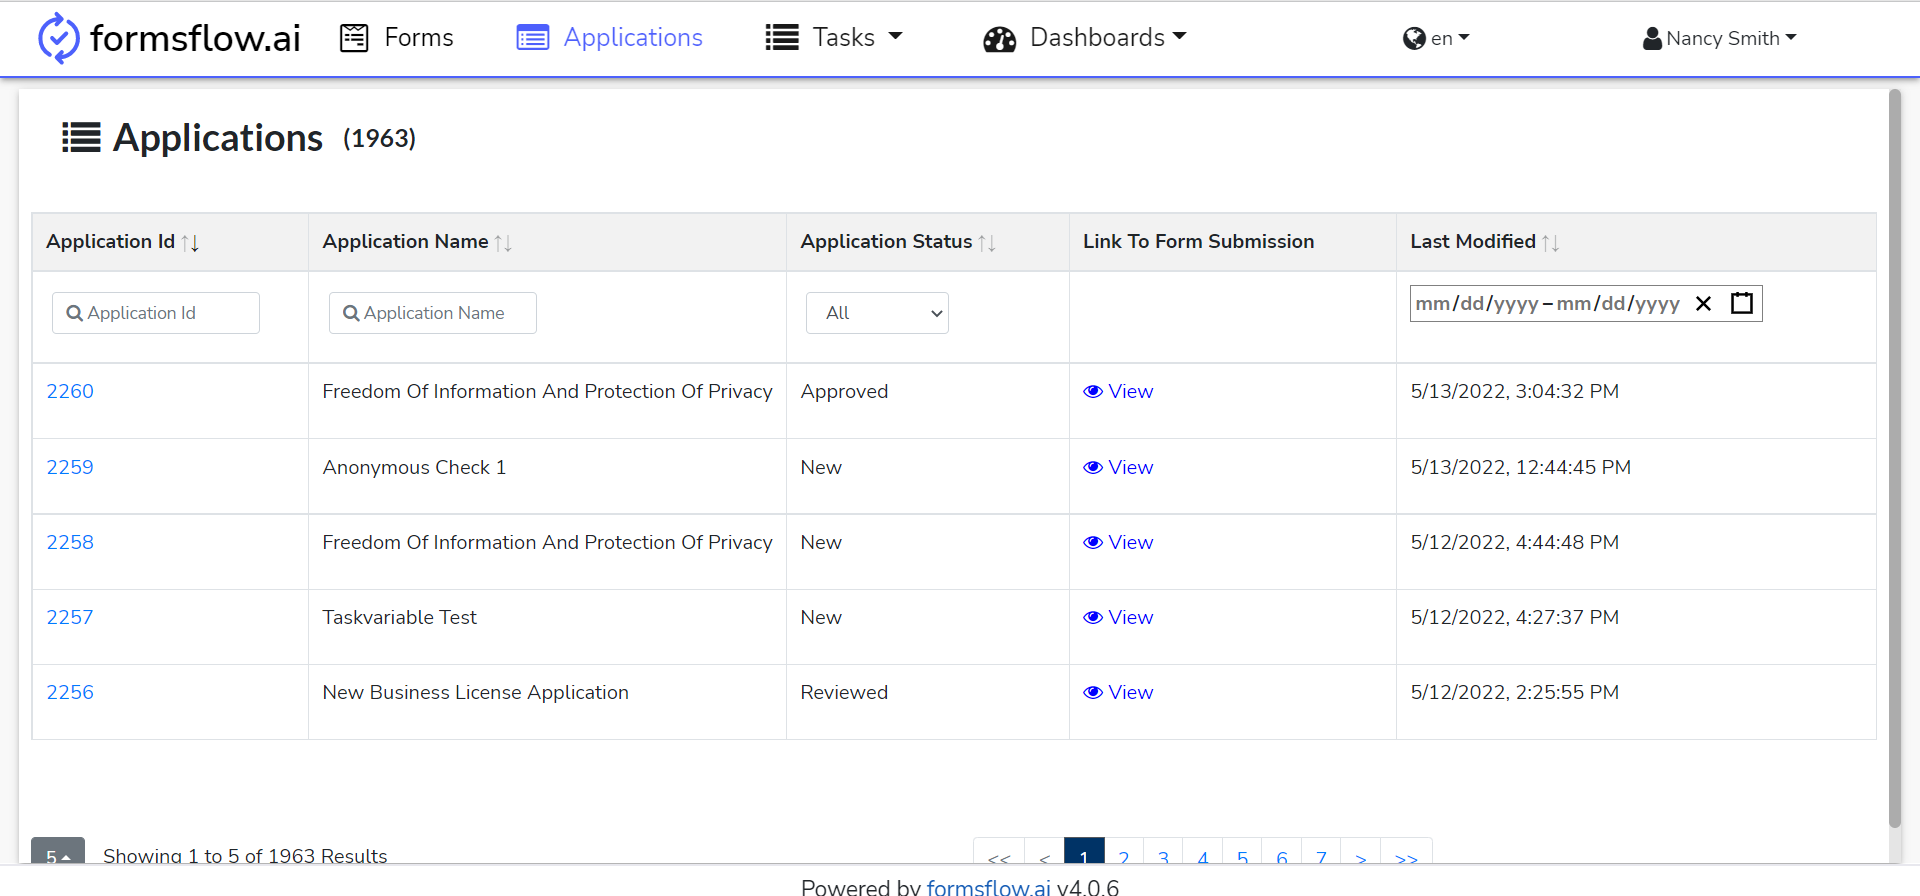 formsflow.ai Forms Applications Tasks Dashboards en Nancy Smith
Applications (1963)
Application Id Application Name Application Status Link To Form Submission Last Modified
Application Id Application Name All mm/dd/yyyy – mm/dd/yyyy
2260 Freedom Of Information And Protection Of Privacy Approved View 5/13/2022, 3:04:32 PM
2259 Anonymous Check 1 New View 5/13/2022, 12:44:45 PM
2258 Freedom Of Information And Protection Of Privacy New View 5/12/2022, 4:44:48 PM
2257 Taskvariable Test New View 5/12/2022, 4:27:37 PM
2256 New Business License Application Reviewed View 5/12/2022, 2:25:55 PM
5 Showing 1 to 5 of 1963 Results << < 1 2 3 4 5 6 7 > >>
Powered by formsflow.ai v4.0.6